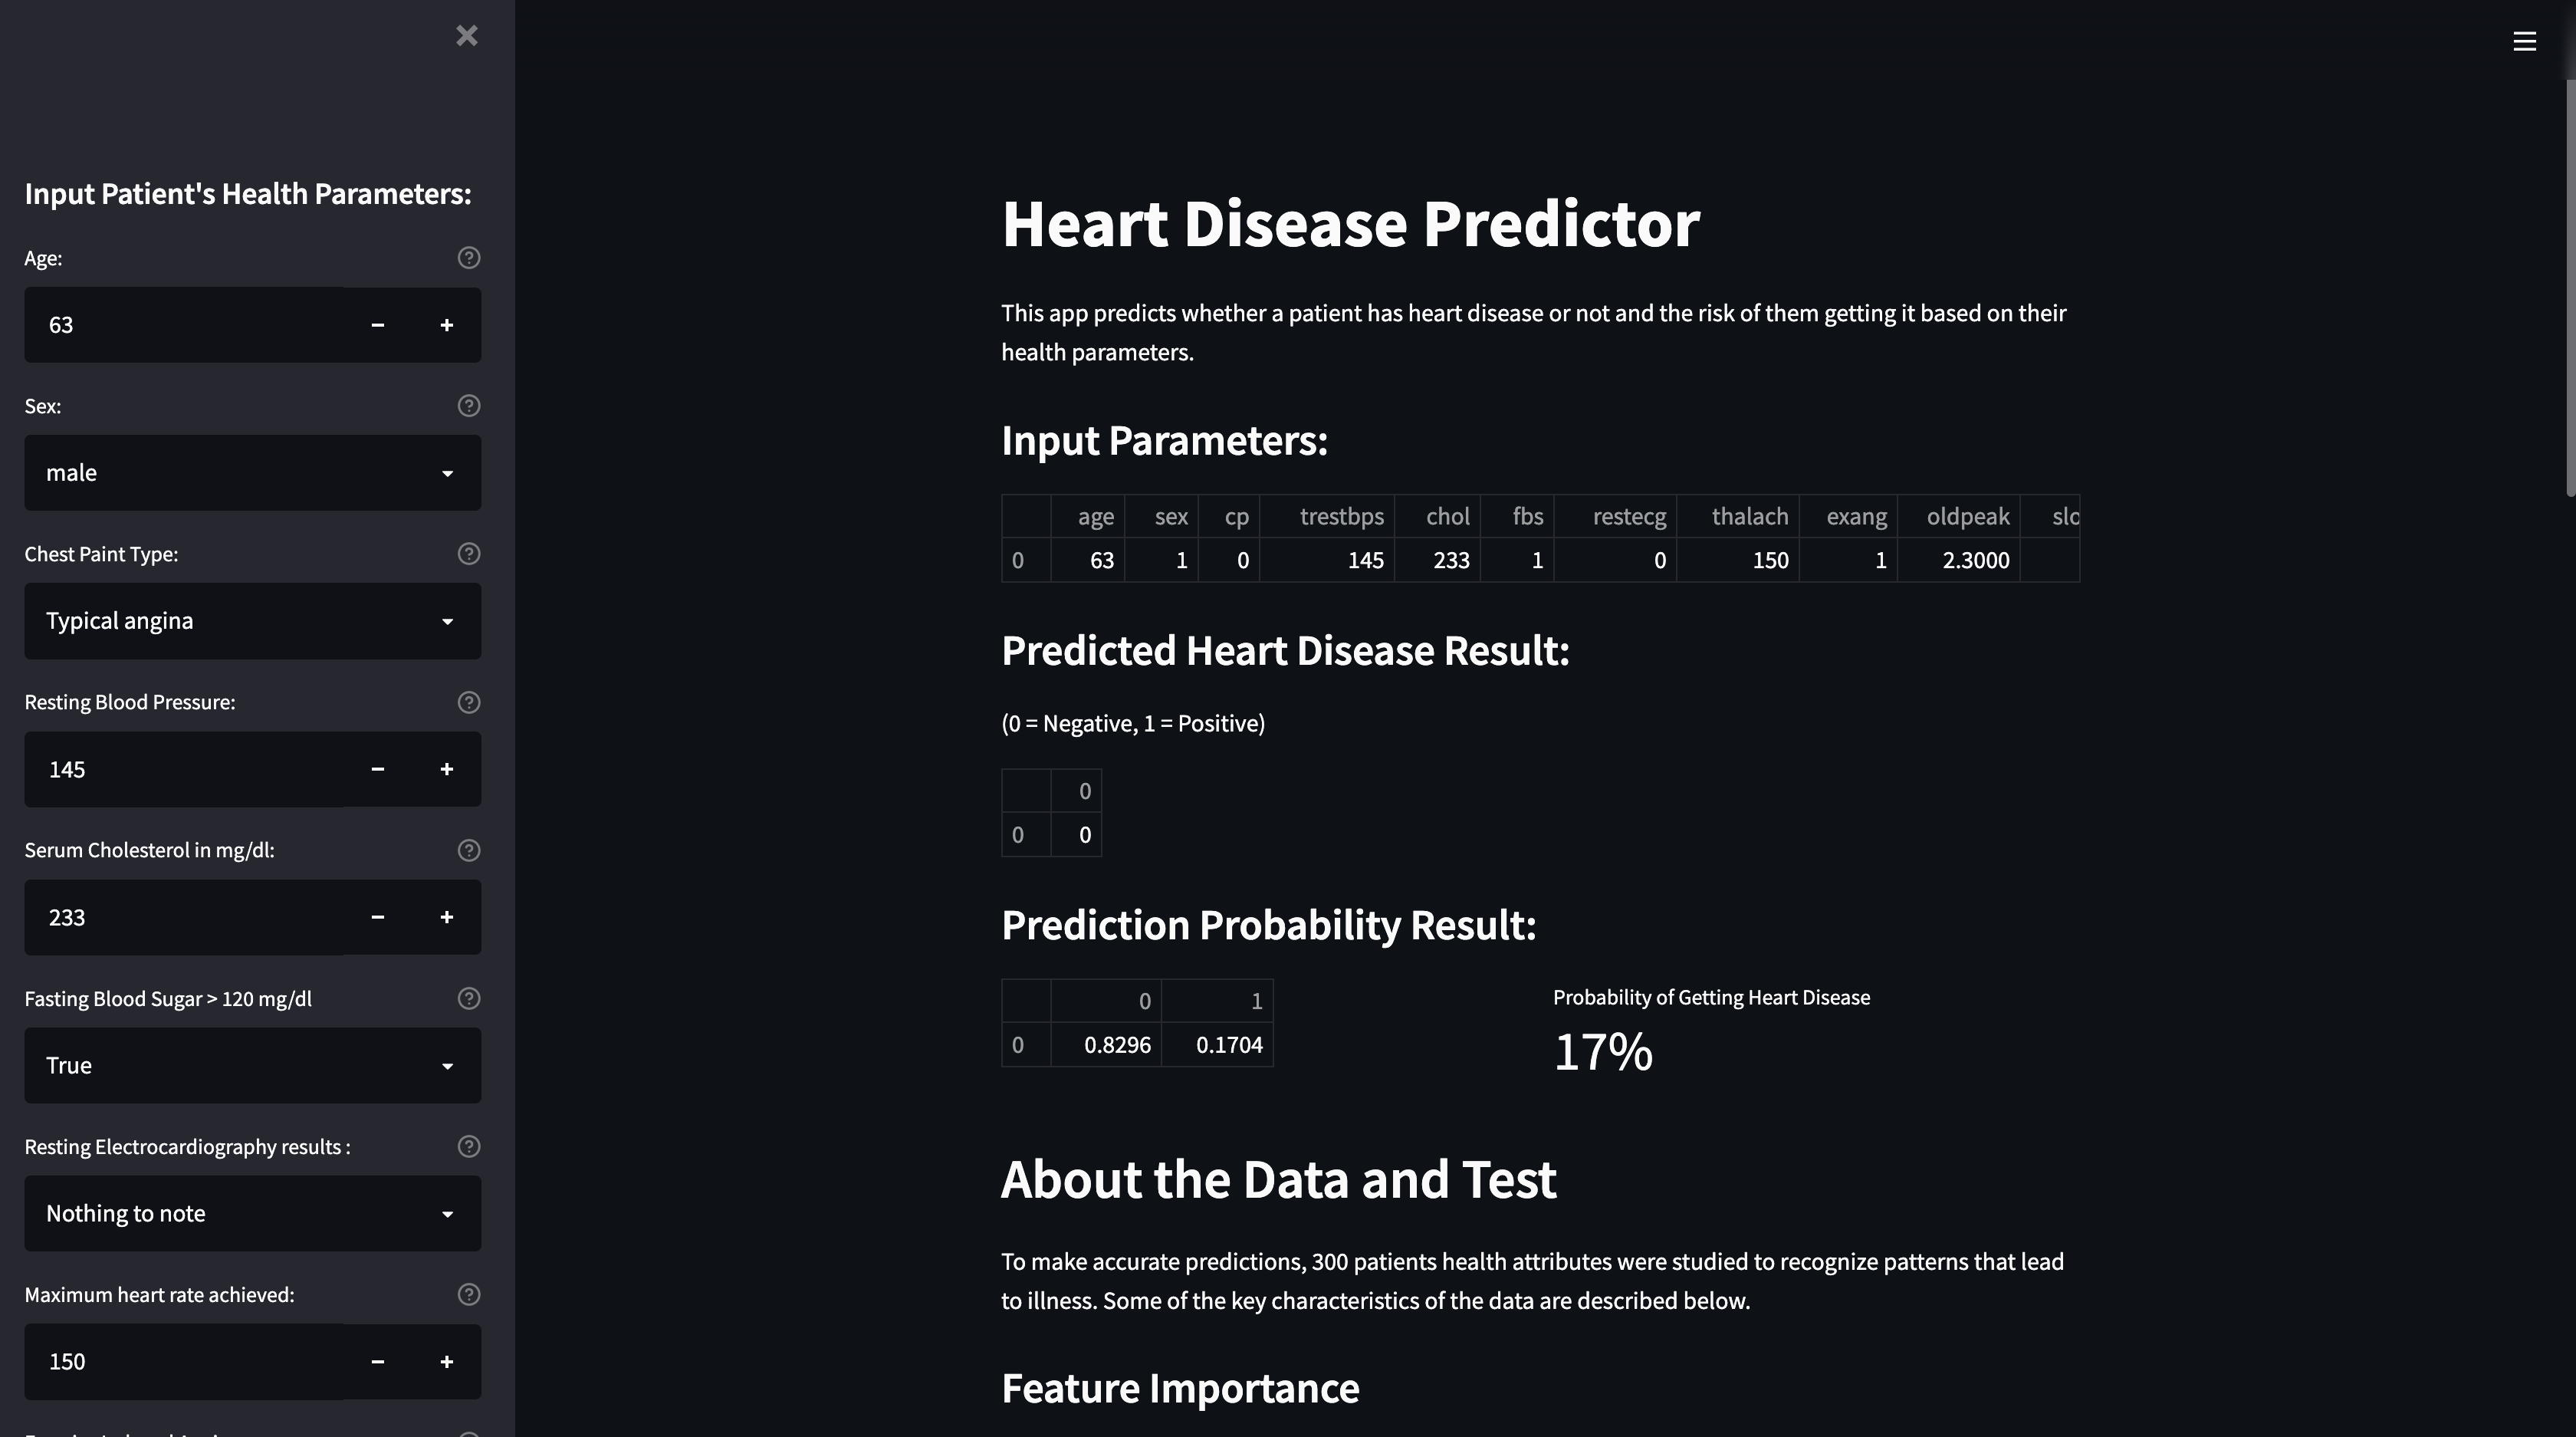 Input Patient's Health Parameters:
Age:
63
Sex:
male
Chest Paint Type:
Typical angina
Resting Blood Pressure:
145
Serum Cholesterol in mg/dl:
233
Fasting Blood Sugar > 120 mg/dl
True
Resting Electrocardiography results :
Nothing to note
Maximum heart rate achieved:
150
Heart Disease Predictor
This app predicts whether a patient has heart disease or not and the risk of them getting it based on their
health parameters.
Input Parameters:
age sex cp trestbps chol fbs restecg thalach exang oldpeak slo
0 63 1 0 145 233 1 0 150 1 2.3000
Predicted Heart Disease Result:
(0 = Negative, 1 = Positive)
0
0 0
Prediction Probability Result:
0 1
0 0.8296 0.1704
Probability of Getting Heart Disease
17%
About the Data and Test
To make accurate predictions, 300 patients health attributes were studied to recognize patterns that lead
to illness. Some of the key characteristics of the data are described below.
Feature Importance